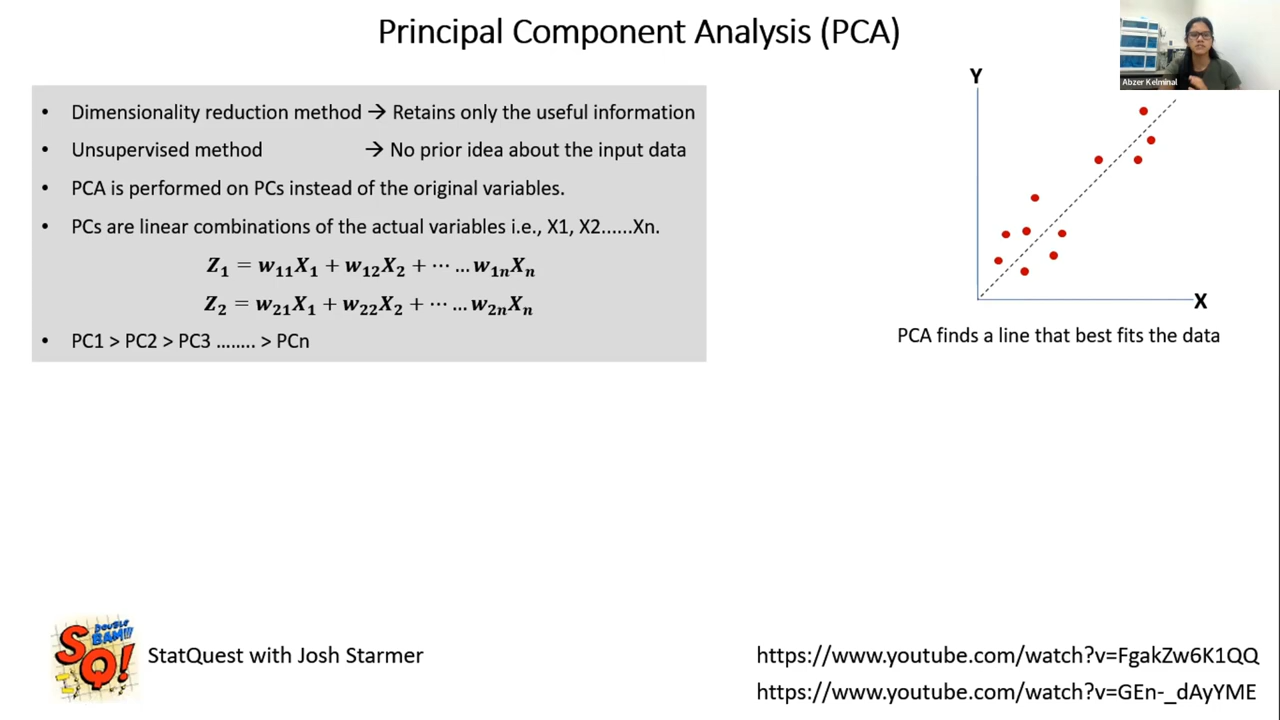 Principal Component Analysis (PCA)
Abzer Kelminal
• Dimensionality reduction method → Retains only the useful information
• Unsupervised method → No prior idea about the input data
• PCA is performed on PCs instead of the original variables.
• PCs are linear combinations of the actual variables i.e., X1, X2......Xn.
Z₁ = w₁₁X₁ + w₁₂X₂ + ⋯ … w₁ₙXₙ
Z₂ = w₂₁X₁ + w₂₂X₂ + ⋯ … w₂ₙXₙ
• PC1 > PC2 > PC3 ........ > PCn
Y
X
PCA finds a line that best fits the data
DOUBLE
BAM!!!
SQ!
StatQuest with Josh Starmer
https://www.youtube.com/watch?v=FgakZw6K1QQ
https://www.youtube.com/watch?v=GEn-_dAyYME